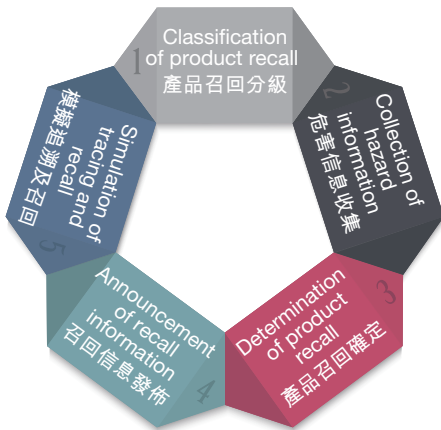 1
Classification
of product recall
產品召回分級
2
Collection of
hazard
information
危害信息收集
3
Determination
of product
recall
產品召回確定
4
Announcement
of recall
information
召回信息發佈
5
Simulation of
tracing and
recall
模擬追溯及召回